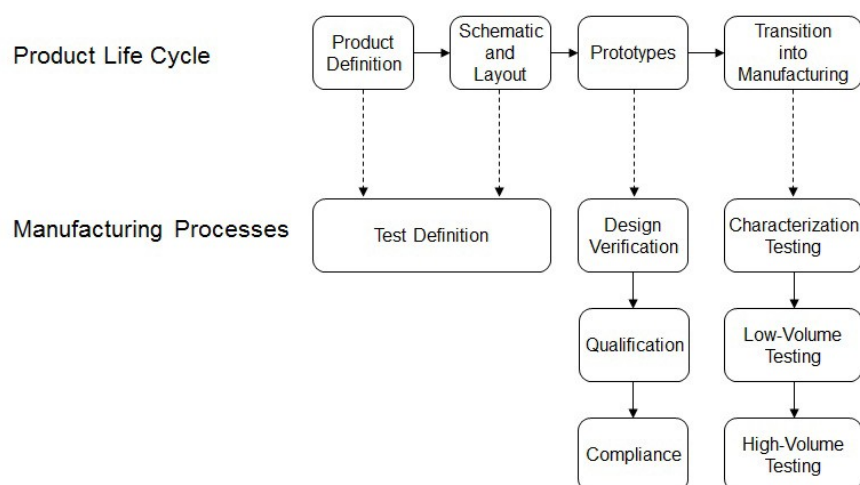 Product Life Cycle
Product
Definition
Schematic
and
Layout
Prototypes
Transition
into
Manufacturing
Manufacturing Processes
Test Definition
Design
Verification
Characterization
Testing
Qualification
Low-Volume
Testing
Compliance
High-Volume
Testing